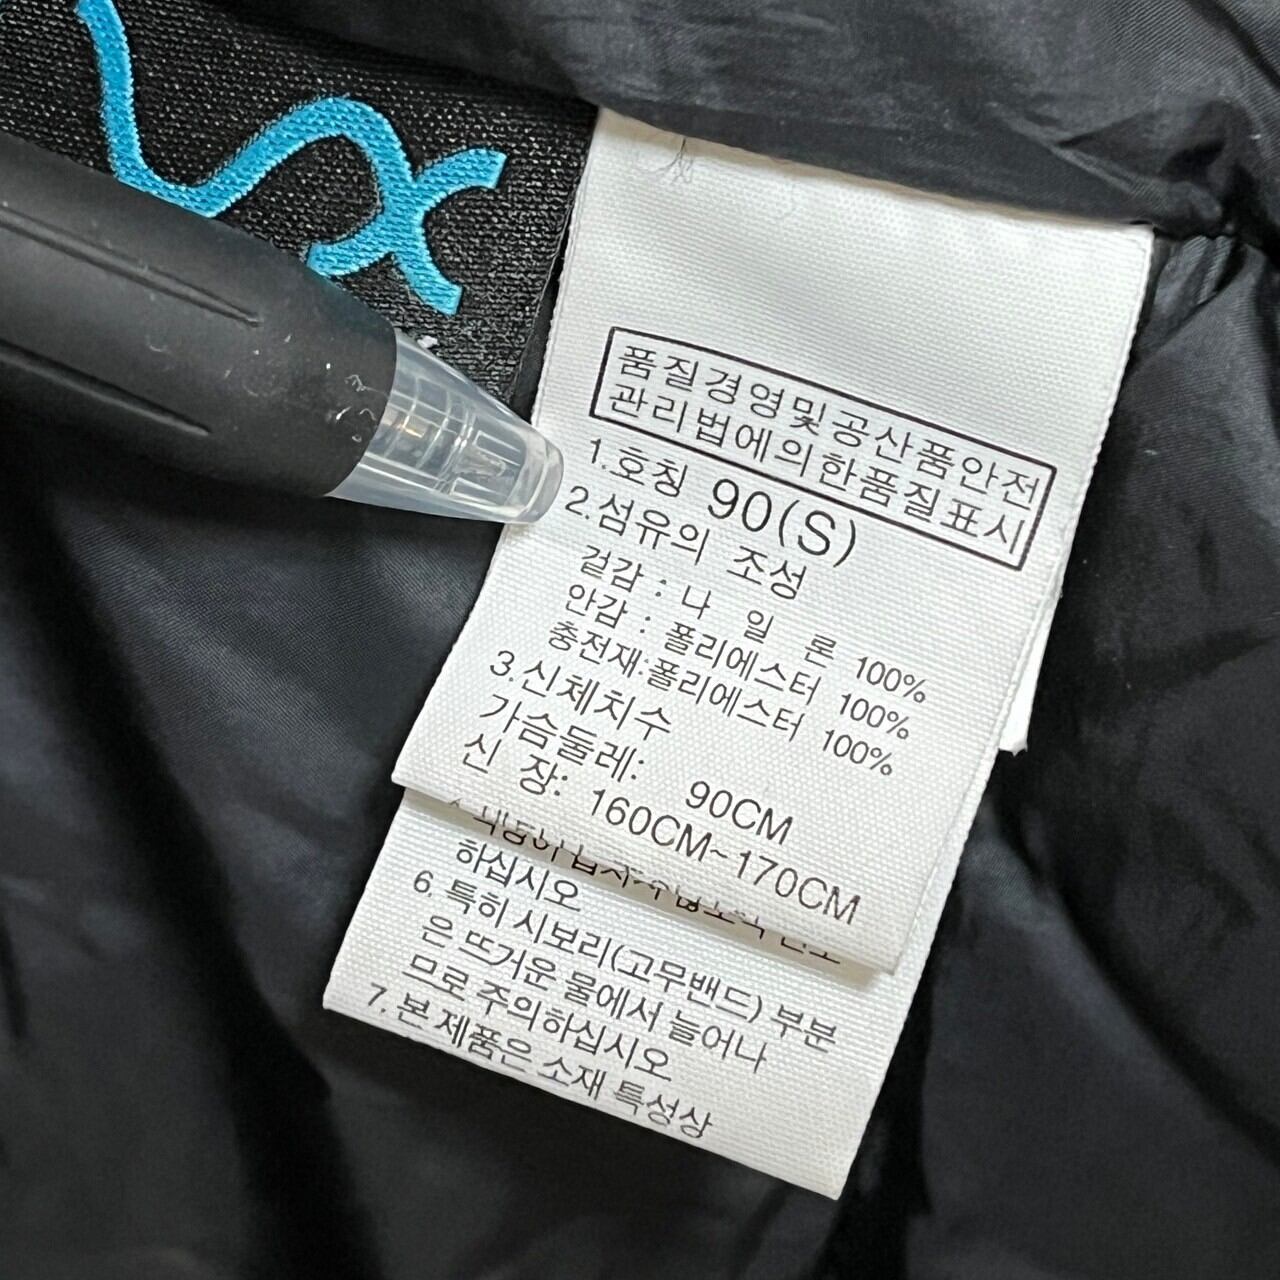 품질경영및공산품안전
관리법에의한품질표시
1.호칭 90(S)
2.섬유의 조성
겉감 : 나 일 론 100%
안감 : 폴리에스터 100%
충전재:폴리에스터 100%
3.신체치수
가슴둘레: 90CM
신 장: 160CM~170CM
하십시오
6. 특히 시보리(고무밴드) 부분
은 뜨거운 물에서 늘어나
므로 주의하십시오
7. 본 제품은 소재 특성상